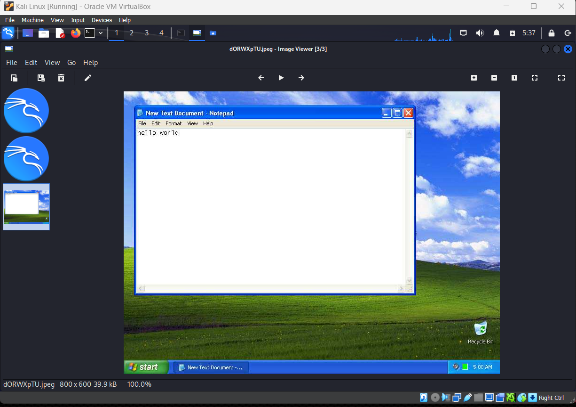 Kali Linux [Running] - Oracle VM VirtualBox
File Machine View Input Devices Help
1 2 3 4 5:37
dORWXpTU.jpeg - Image Viewer [3/3]
File Edit View Go Help
New Text Document - Notepad
File Edit Format View Help
hello world
Recycle Bin
start New Text Document -... 5:00 AM
dORWXpTU.jpeg 800 x 600 39.9 kB 100.0%
Right Ctrl